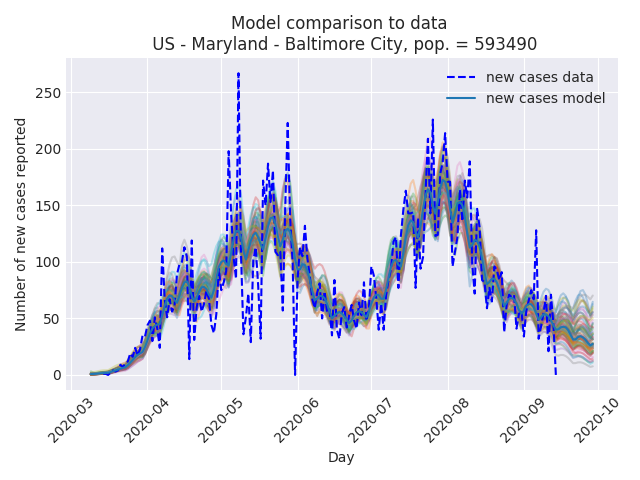 Model comparison to data
US - Maryland - Baltimore City, pop. = 593490
new cases data
new cases model
Number of new cases reported
250
200
150
100
50
0
2020-03
2020-04
2020-05
2020-06
2020-07
2020-08
2020-09
2020-10
Day